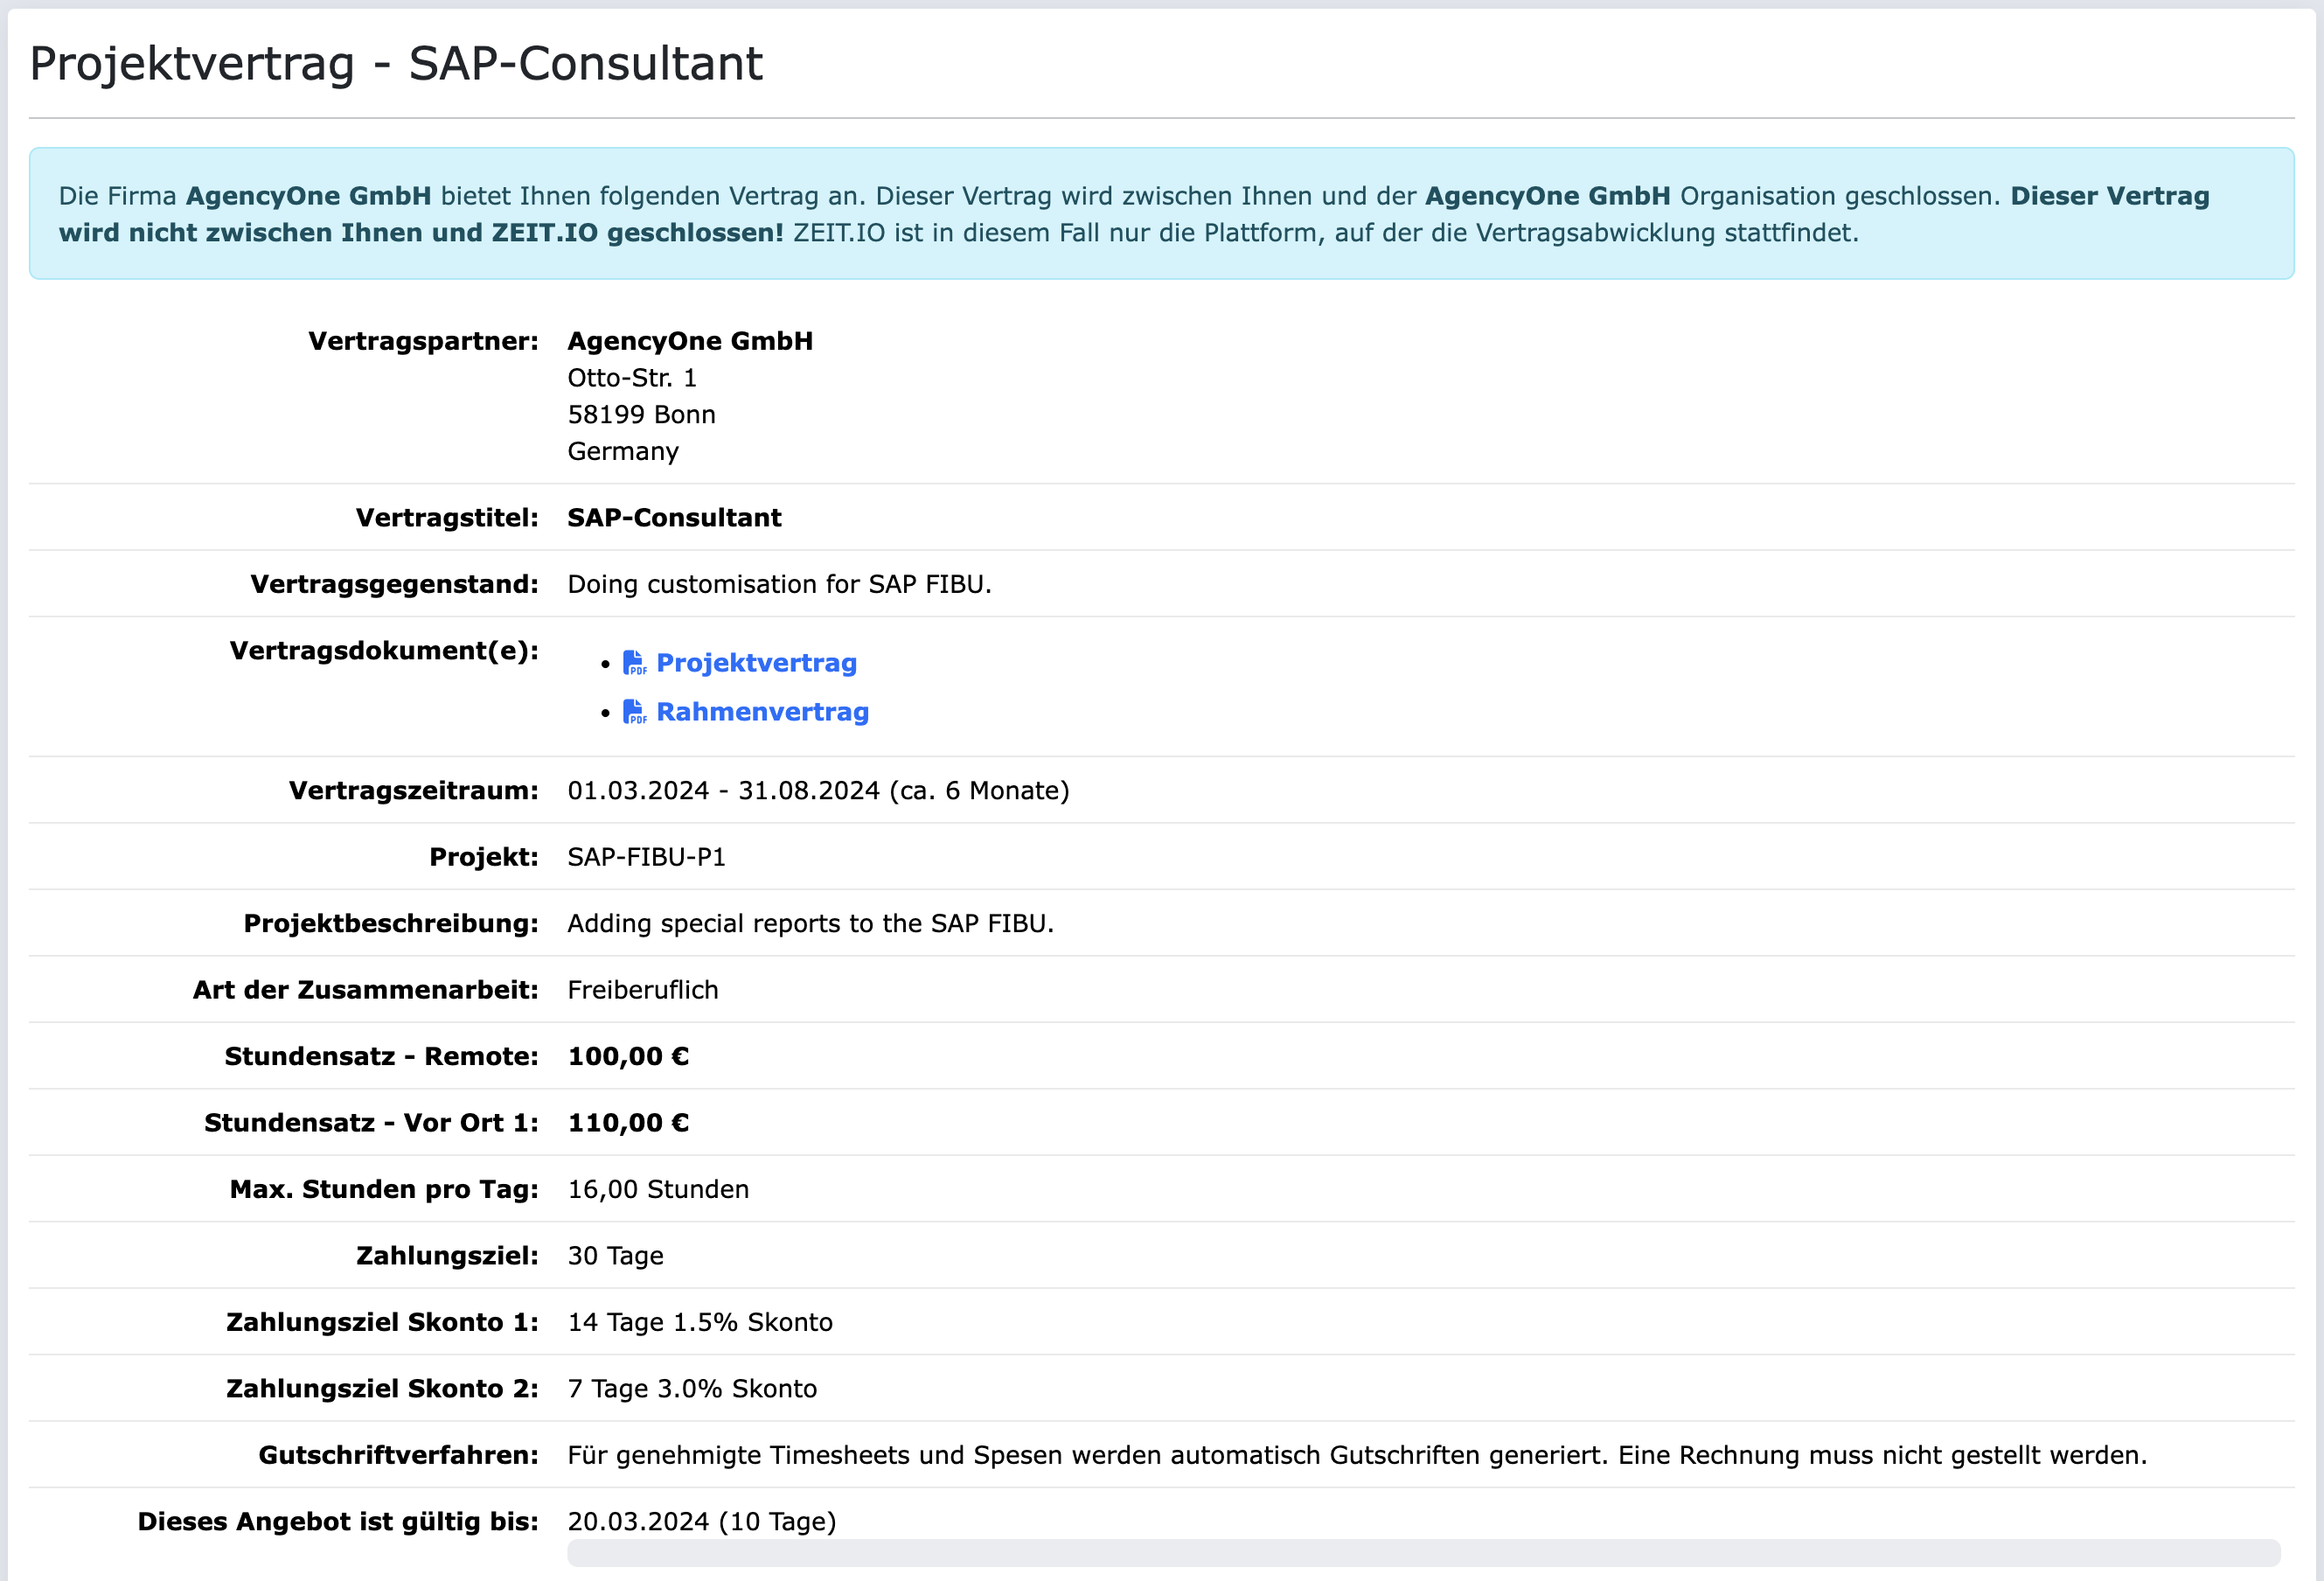 Projektvertrag - SAP-Consultant
Die Firma AgencyOne GmbH bietet Ihnen folgenden Vertrag an. Dieser Vertrag wird zwischen Ihnen und der AgencyOne GmbH Organisation geschlossen. Dieser Vertrag
wird nicht zwischen Ihnen und ZEIT.IO geschlossen! ZEIT.IO ist in diesem Fall nur die Plattform, auf der die Vertragsabwicklung stattfindet.
Vertragspartner: AgencyOne GmbH
Otto-Str. 1
58199 Bonn
Germany
Vertragstitel: SAP-Consultant
Vertragsgegenstand: Doing customisation for SAP FIBU.
Vertragsdokument(e):
• PDF Projektvertrag
• PDF Rahmenvertrag
Vertragszeitraum: 01.03.2024 - 31.08.2024 (ca. 6 Monate)
Projekt: SAP-FIBU-P1
Projektbeschreibung: Adding special reports to the SAP FIBU.
Art der Zusammenarbeit: Freiberuflich
Stundensatz - Remote: 100,00 €
Stundensatz - Vor Ort 1: 110,00 €
Max. Stunden pro Tag: 16,00 Stunden
Zahlungsziel: 30 Tage
Zahlungsziel Skonto 1: 14 Tage 1.5% Skonto
Zahlungsziel Skonto 2: 7 Tage 3.0% Skonto
Gutschriftverfahren: Für genehmigte Timesheets und Spesen werden automatisch Gutschriften generiert. Eine Rechnung muss nicht gestellt werden.
Dieses Angebot ist gültig bis: 20.03.2024 (10 Tage)